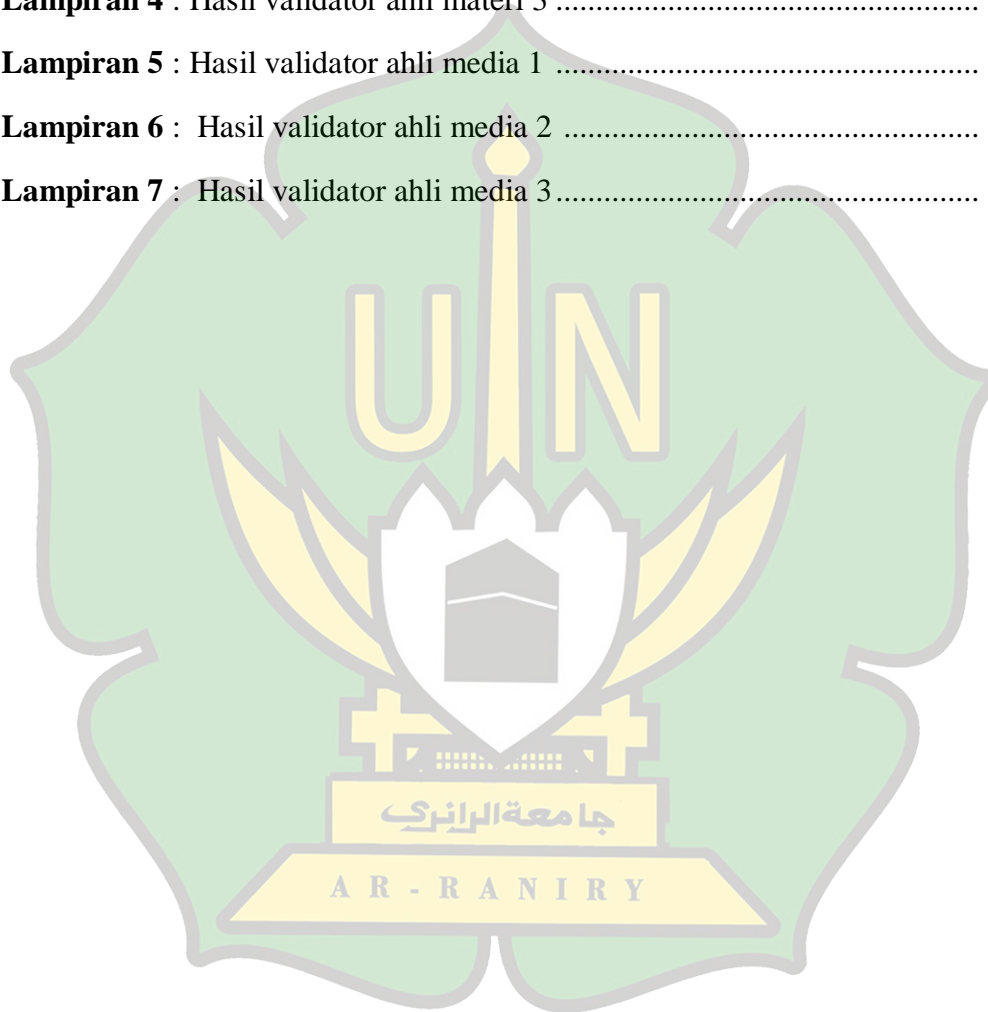 Lampiran 4 : Hasil validator ahli materi 3 ................................................................
Lampiran 5 : Hasil validator ahli media 1 ................................................................
Lampiran 6 : Hasil validator ahli media 2 ...............................................................
Lampiran 7 : Hasil validator ahli media 3 ................................................................
UIN
جامعةالرانري
AR-RANIRY